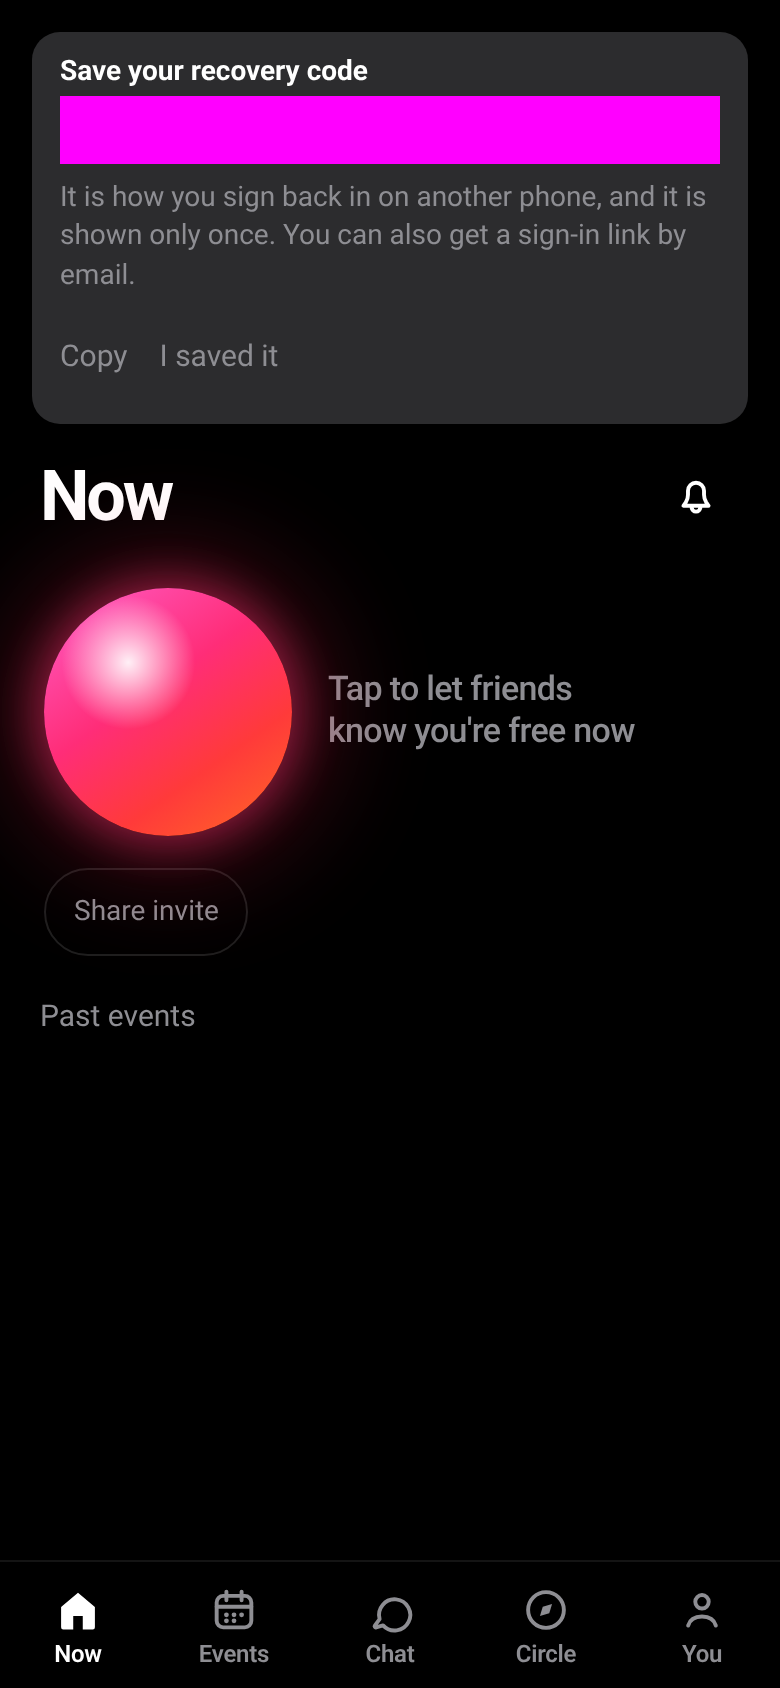 Save your recovery code
It is how you sign back in on another phone, and it is
shown only once. You can also get a sign-in link by
email.
Copy
I saved it
Now
Tap to let friends
know you're free now
Share invite
Past events
Now
Events
Chat
Circle
You